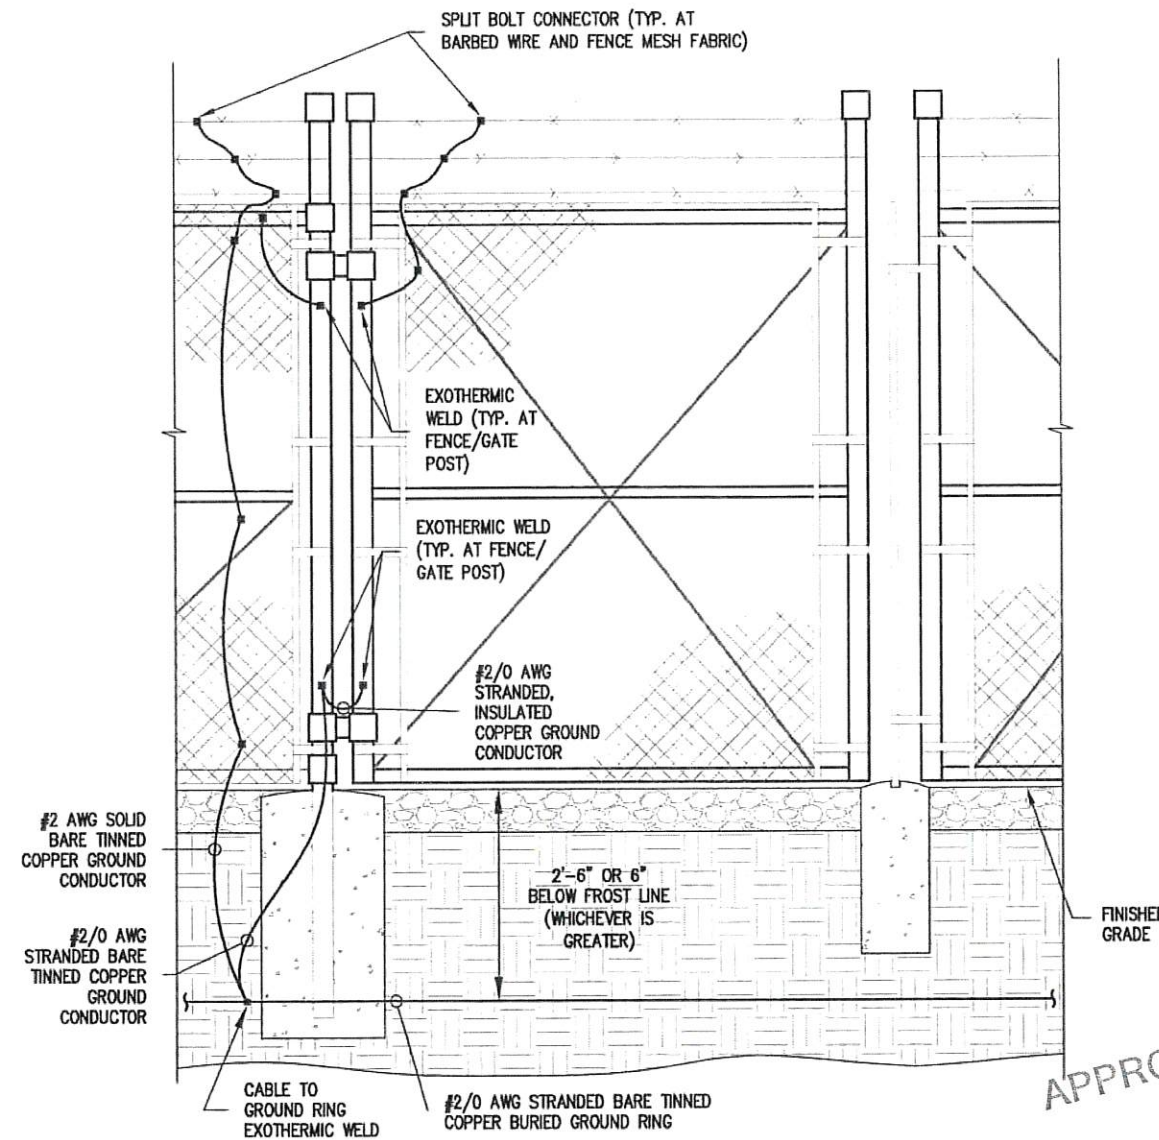 SPLIT BOLT CONNECTOR (TYP. AT
BARBED WIRE AND FENCE MESH FABRIC)
EXOTHERMIC
WELD (TYP. AT
FENCE/GATE
POST)
EXOTHERMIC WELD
(TYP. AT FENCE/
GATE POST)
#2/0 AWG
STRANDED,
INSULATED
COPPER GROUND
CONDUCTOR
#2 AWG SOLID
BARE TINNED
COPPER GROUND
CONDUCTOR
2'-6" OR 6"
BELOW FROST LINE
(WHICHEVER IS
GREATER)
#2/0 AWG
STRANDED BARE
TINNED COPPER
GROUND
CONDUCTOR
FINISHE
GRADE
CABLE TO
GROUND RING
EXOTHERMIC WELD
#2/0 AWG STRANDED BARE TINNED
COPPER BURIED GROUND RING
APPRO